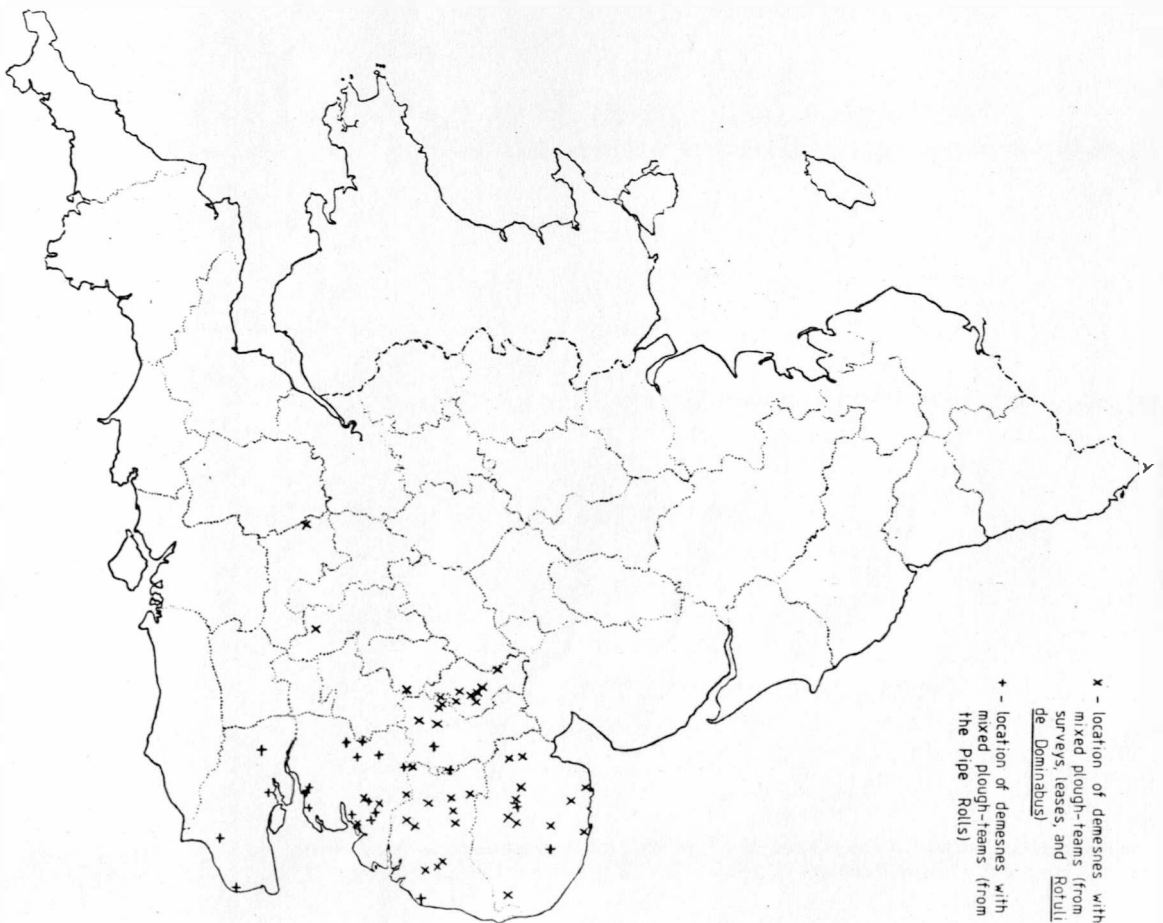 x - location of demesnes with
mixed plough-teams (from
surveys, leases, and Rotuli
de Dominabus)
+ - location of demesnes with
mixed plough-teams (from
the Pipe Rolls)